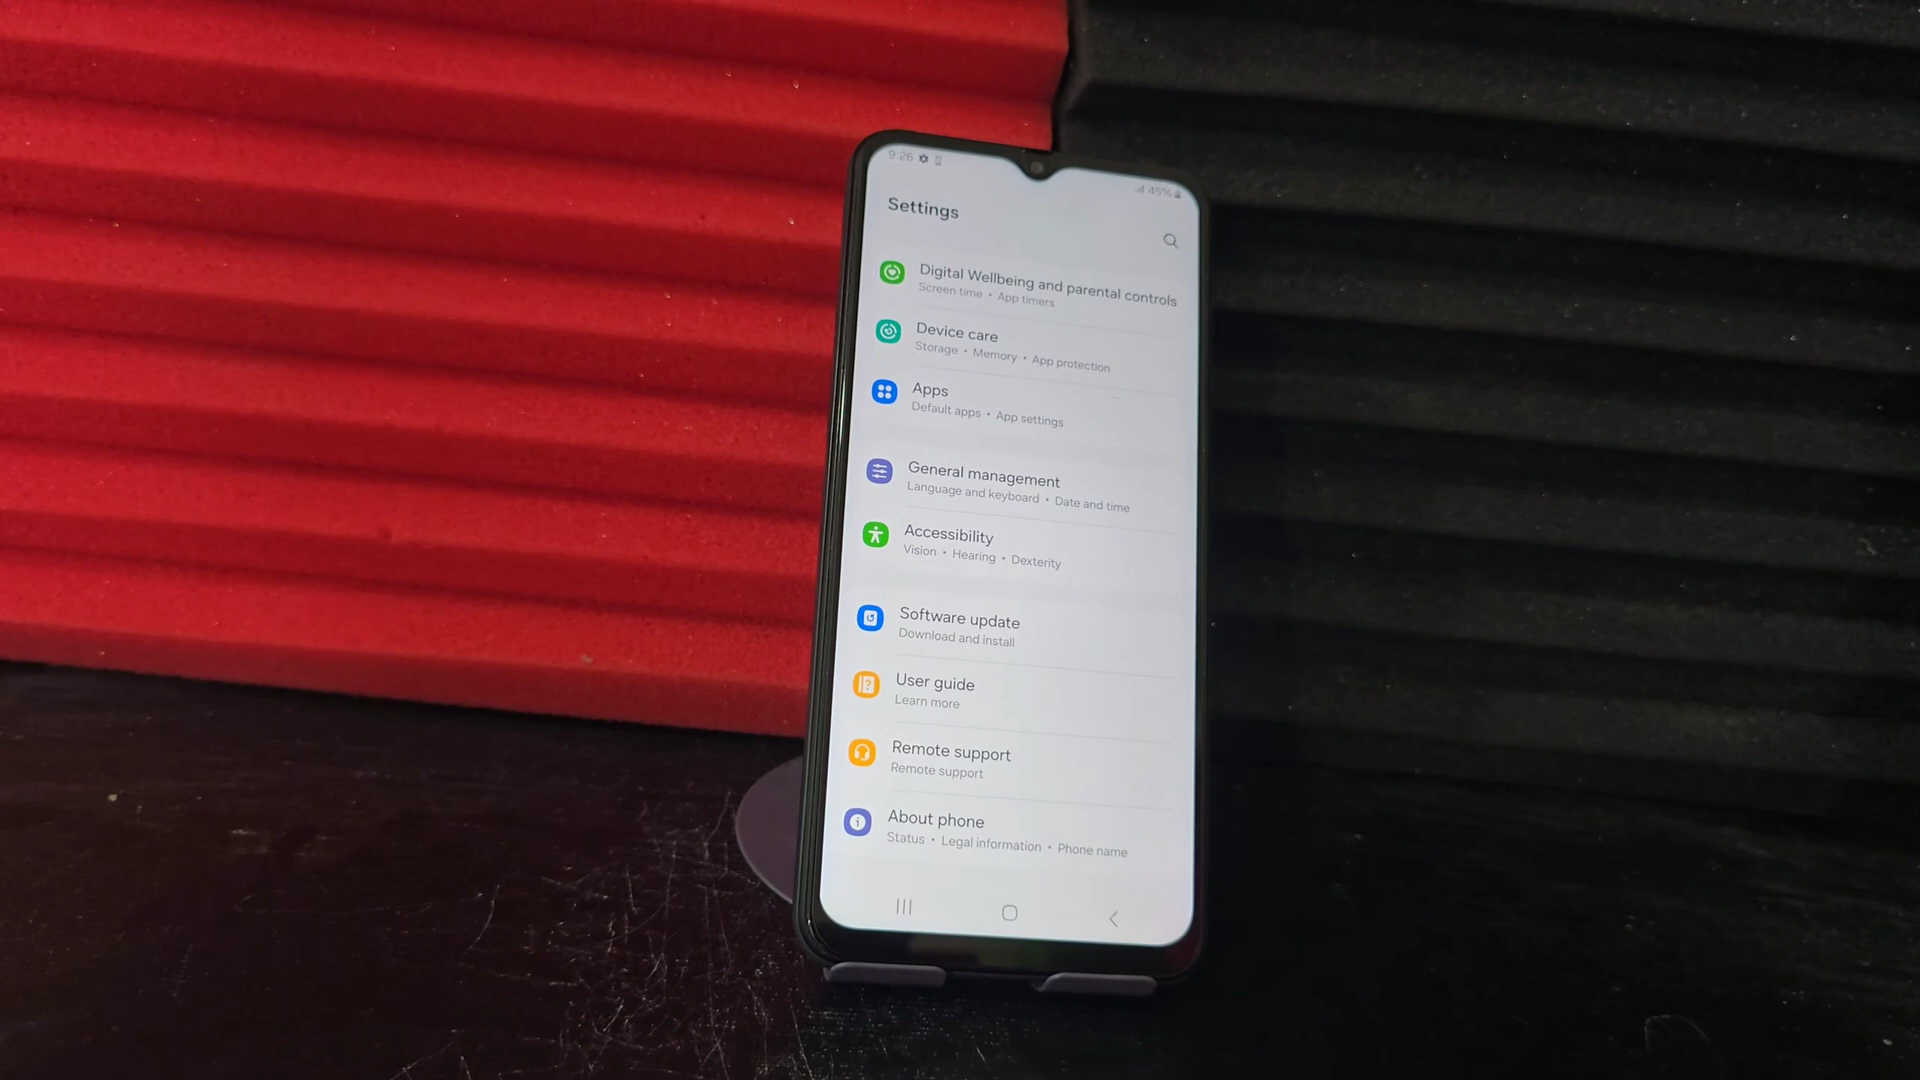 9:26
45%
Settings
Digital Wellbeing and parental controls
Screen time • App timers
Device care
Storage • Memory • App protection
Apps
Default apps • App settings
General management
Language and keyboard • Date and time
Accessibility
Vision • Hearing • Dexterity
Software update
Download and install
User guide
Learn more
Remote support
Remote support
About phone
Status • Legal information • Phone name